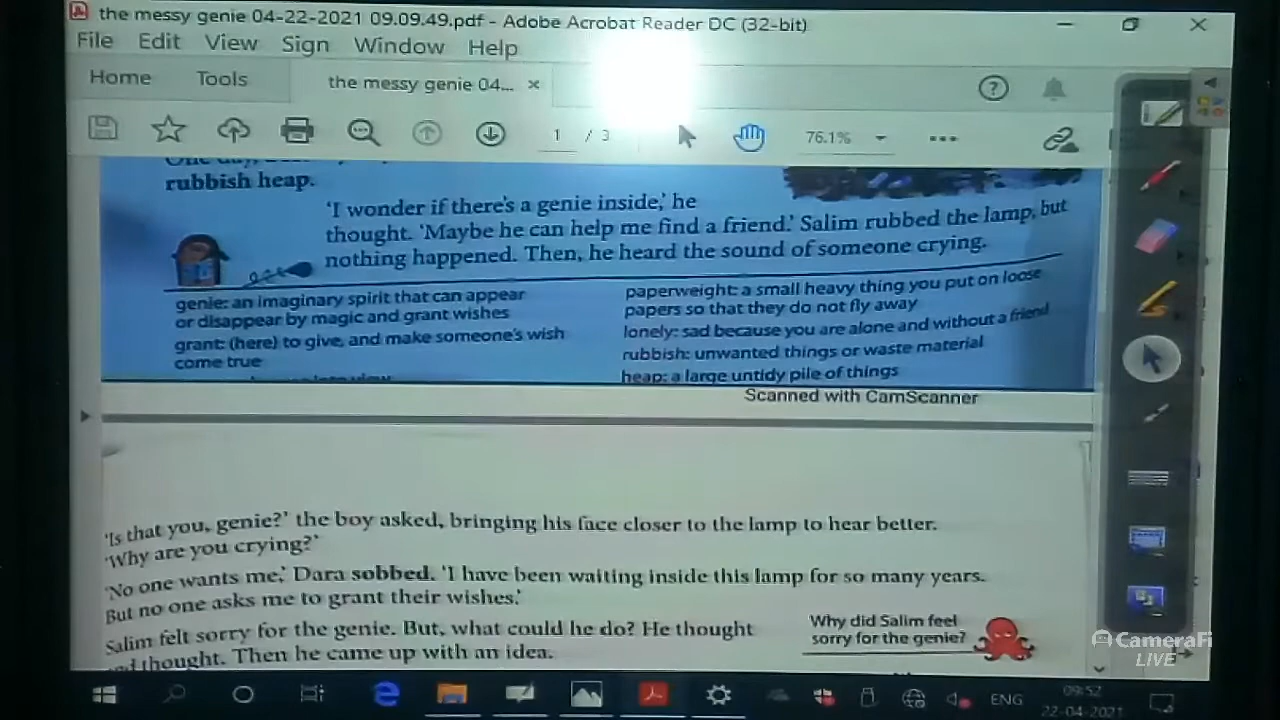 the messy genie 04-22-2021 09.09.49.pdf - Adobe Acrobat Reader DC (32-bit)
File Edit View Sign Window Help
Home Tools the messy genie 04... ×
1 / 3 76.1%
One day,
rubbish heap.
'I wonder if there's a genie inside,' he
thought. 'Maybe he can help me find a friend.' Salim rubbed the lamp, but
nothing happened. Then, he heard the sound of someone crying.
genie: an imaginary spirit that can appear
or disappear by magic and grant wishes
grant: (here) to give, and make someone's wish
come true
paperweight: a small heavy thing you put on loose
papers so that they do not fly away
lonely: sad because you are alone and without a friend
rubbish: unwanted things or waste material
heap: a large untidy pile of things
Scanned with CamScanner
'Is that you, genie?' the boy asked, bringing his face closer to the lamp to hear better.
'Why are you crying?'
'No one wants me,' Dara sobbed. 'I have been waiting inside this lamp for so many years.
But no one asks me to grant their wishes.'
Salim felt sorry for the genie. But, what could he do? He thought
and thought. Then he came up with an idea.
Why did Salim feel
sorry for the genie?
CameraFi
LIVE
ENG
09:52
22-04-2021